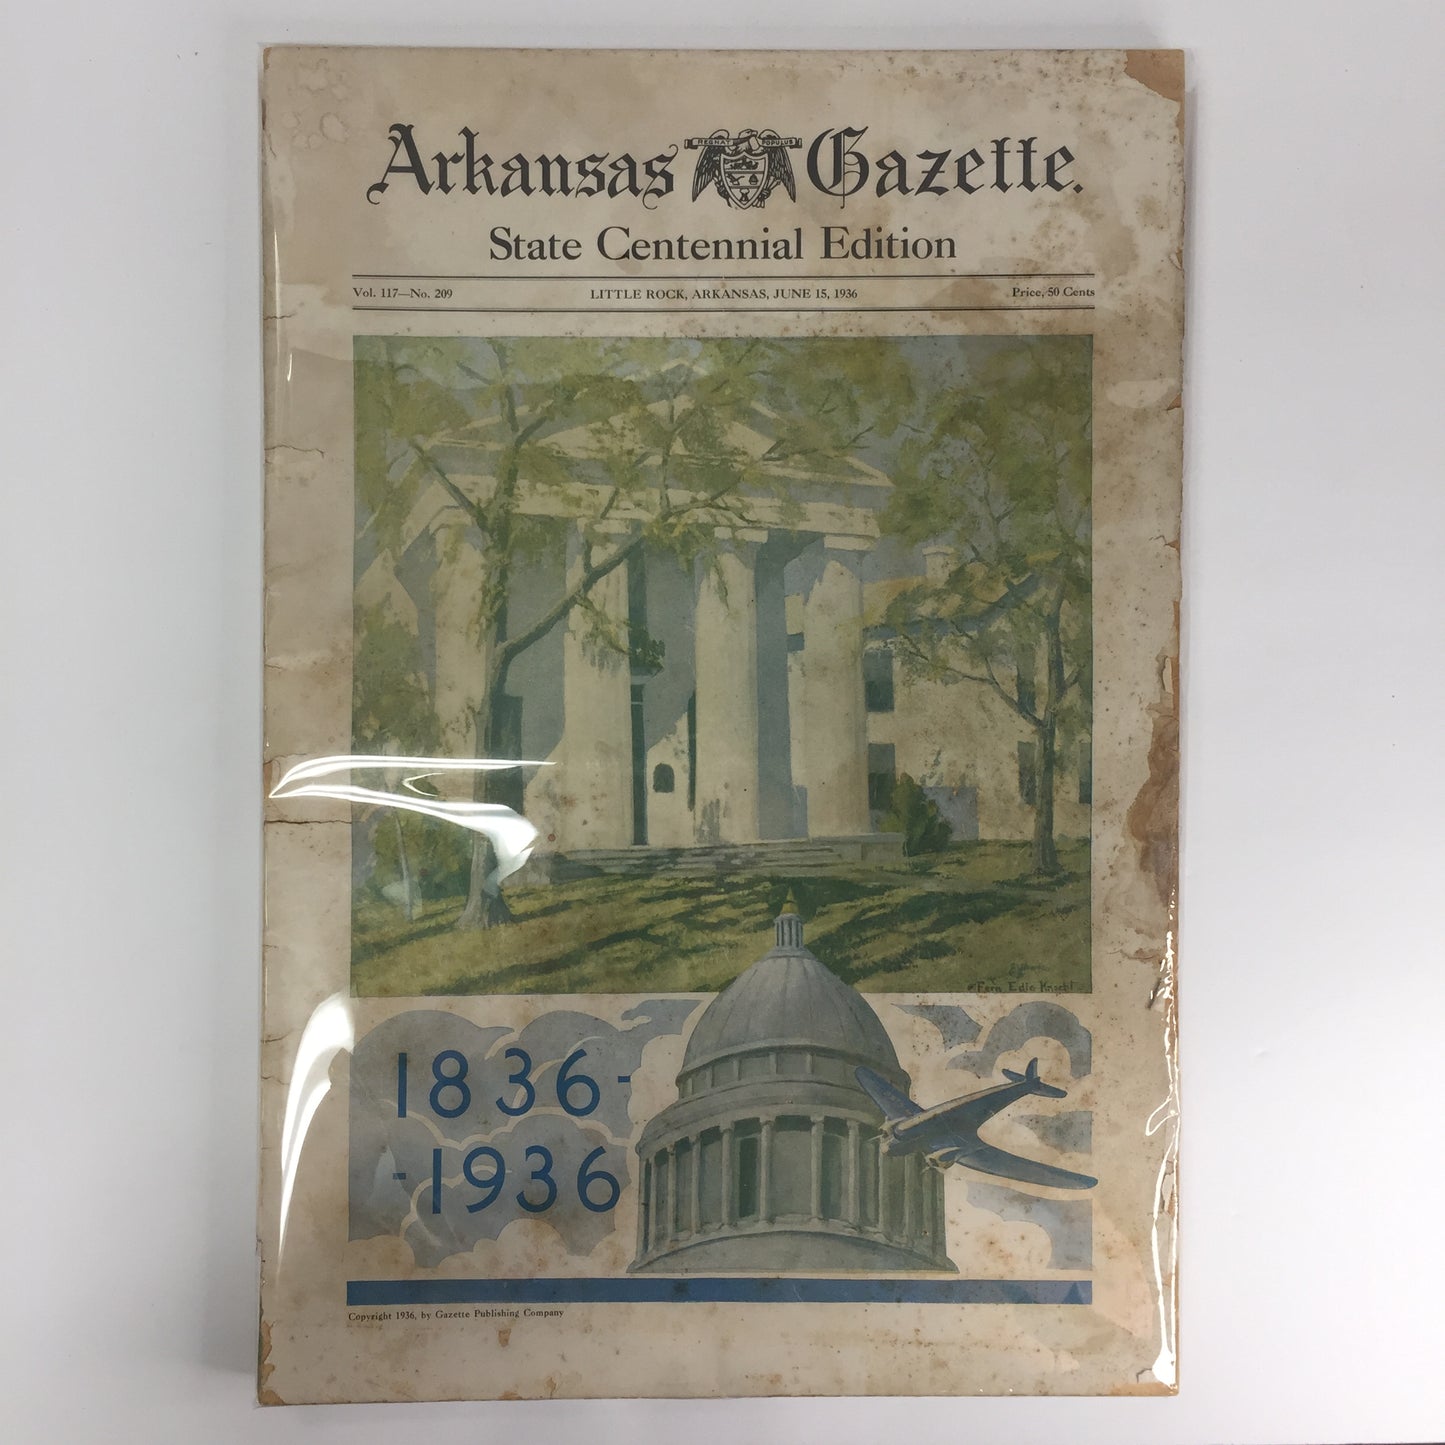 Arkansas Gazette.
REGNAT POPULUS
State Centennial Edition
Vol. 117—No. 209 LITTLE ROCK, ARKANSAS, JUNE 15, 1936 Price, 50 Cents
Fern Edie Knecht
1836-
-1936
Copyright 1936, by Gazette Publishing Company